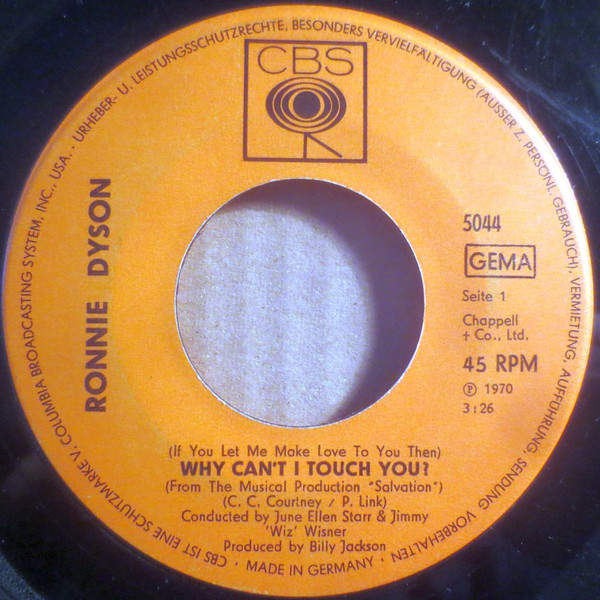 CBS IST EINE SCHUTZMARKE V. COLUMBIA BROADCASTING SYSTEM, INC., USA. · URHEBER- U. LEISTUNGSSCHUTZRECHTE, BESONDERS VERVIELFÄLTIGUNG (AUSSER Z. PERSÖNL. GEBRAUCH), VERMIETUNG, AUFFÜHRUNG, SENDUNG VORBEHALTEN · MADE IN GERMANY ·
CBS
RONNIE DYSON
5044
GEMA
Seite 1
Chappell
+ Co., Ltd.
45 RPM
℗ 1970
3:26
(If You Let Me Make Love To You Then)
WHY CAN'T I TOUCH YOU?
(From The Musical Production "Salvation")
(C. C. Courtney / P. Link)
Conducted by June Ellen Starr & Jimmy
'Wiz' Wisner
Produced by Billy Jackson